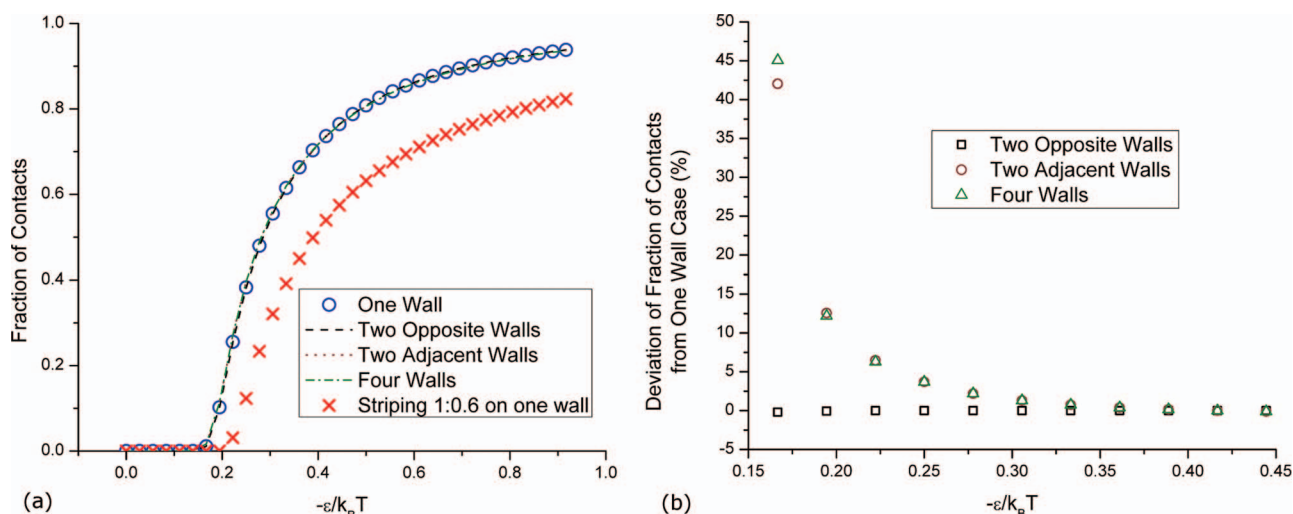 Fraction of Contacts
1.0
0.8
0.6
0.4
0.2
0.0
One Wall
Two Opposite Walls
Two Adjacent Walls
Four Walls
Striping 1:0.6 on one wall
0.0 0.2 0.4 0.6 0.8 1.0
(a)
-ε/k_BT
Deviation of Fraction of Contacts
from One Wall Case (%)
50
45
40
35
30
25
20
15
10
5
0
-5
Two Opposite Walls
Two Adjacent Walls
Four Walls
0.15 0.20 0.25 0.30 0.35 0.40 0.45
(b)
-ε/k_BT